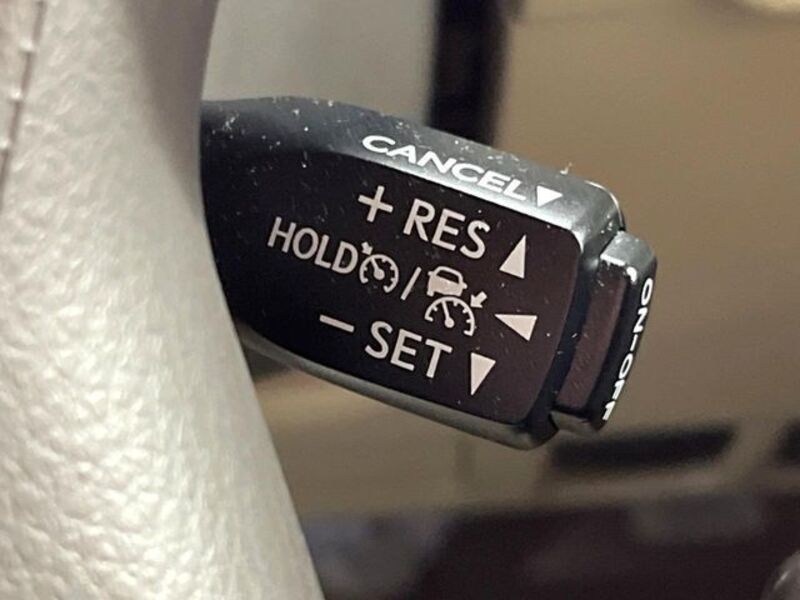 CANCEL▼
+ RES ▲
HOLD / ◄
− SET ▼
ON-OFF